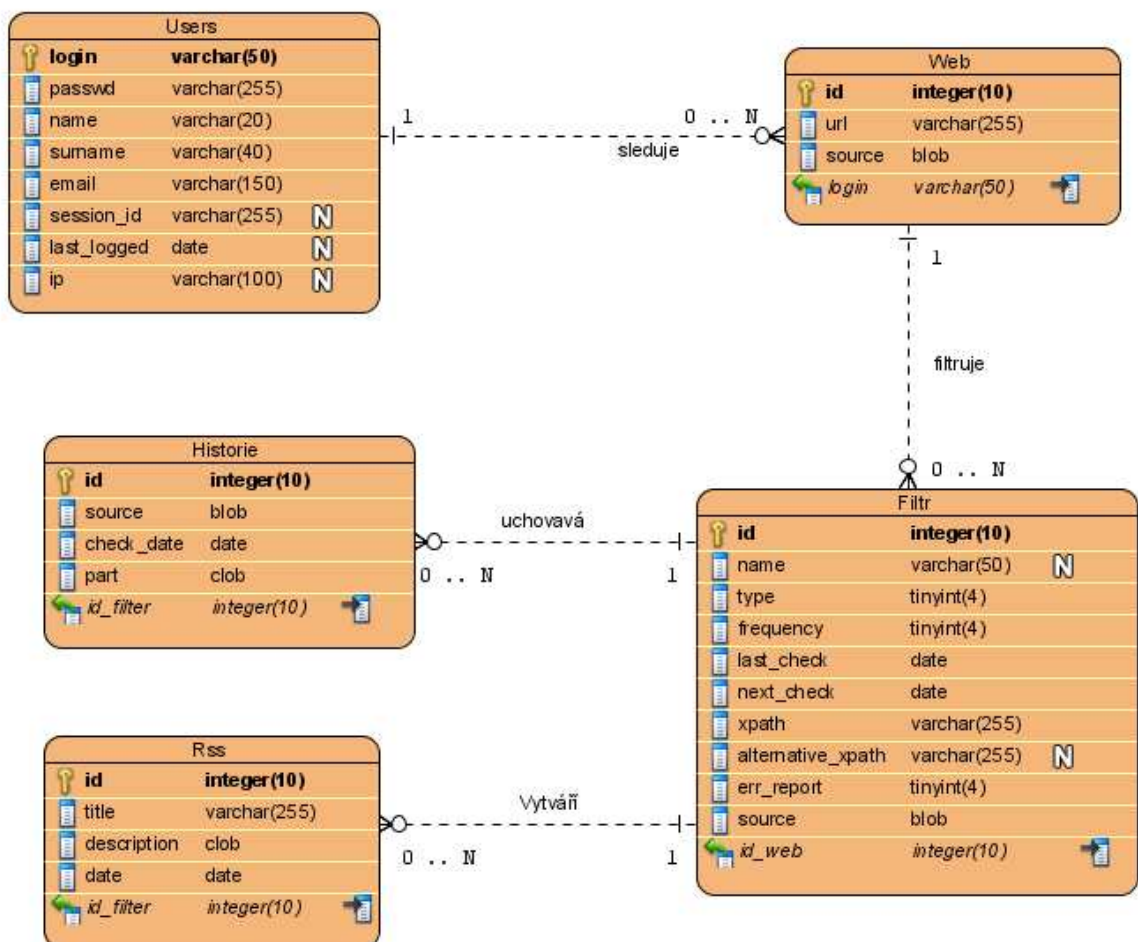 Users
login varchar(50)
passwd varchar(255)
name varchar(20)
surname varchar(40)
email varchar(150)
session_id varchar(255) N
last_logged date N
ip varchar(100) N
1 0 .. N
sleduje
Web
id integer(10)
url varchar(255)
source blob
login varchar(50)
1
filtruje
0 .. N
Historie
id integer(10)
source blob
check_date date
part clob
id_filter integer(10)
uchovavá
0 .. N 1
Filtr
id integer(10)
name varchar(50) N
type tinyint(4)
frequency tinyint(4)
last_check date
next_check date
xpath varchar(255)
alternative_xpath varchar(255) N
err_report tinyint(4)
source blob
id_web integer(10)
Rss
id integer(10)
title varchar(255)
description clob
date date
id_filter integer(10)
Vytváří
0 .. N 1